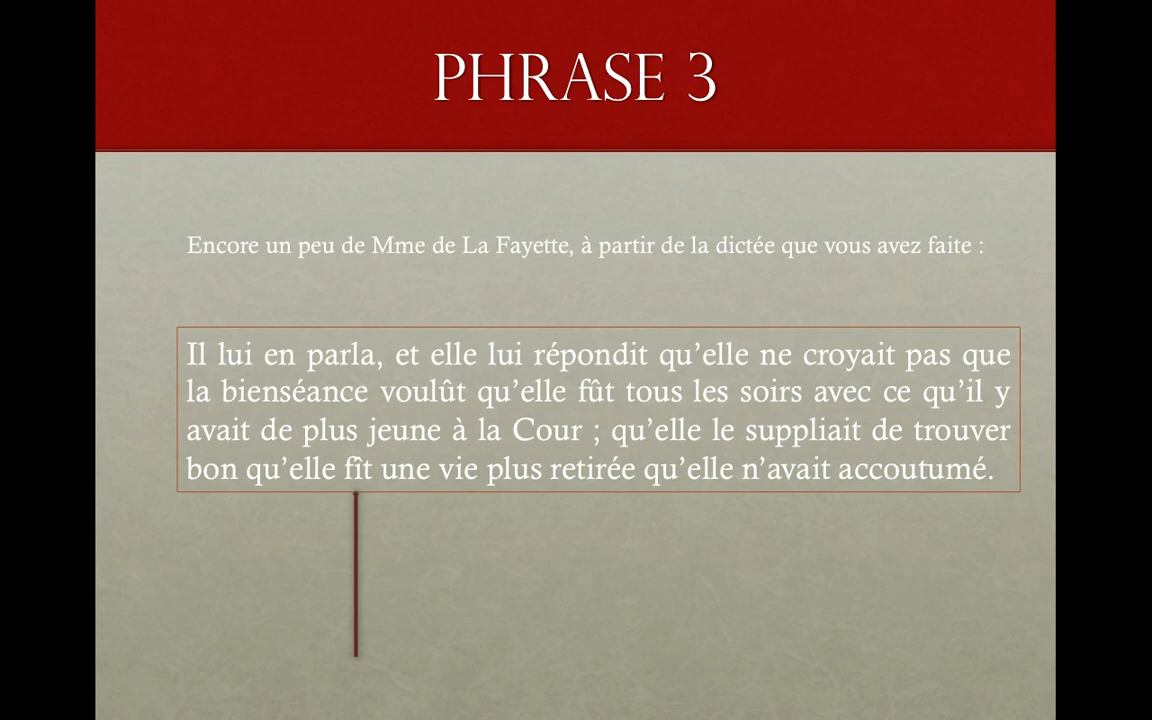 PHRASE 3
Encore un peu de Mme de La Fayette, à partir de la dictée que vous avez faite :
Il lui en parla, et elle lui répondit qu’elle ne croyait pas que
la bienséance voulût qu’elle fût tous les soirs avec ce qu’il y
avait de plus jeune à la Cour ; qu’elle le suppliait de trouver
bon qu’elle fît une vie plus retirée qu’elle n’avait accoutumé.